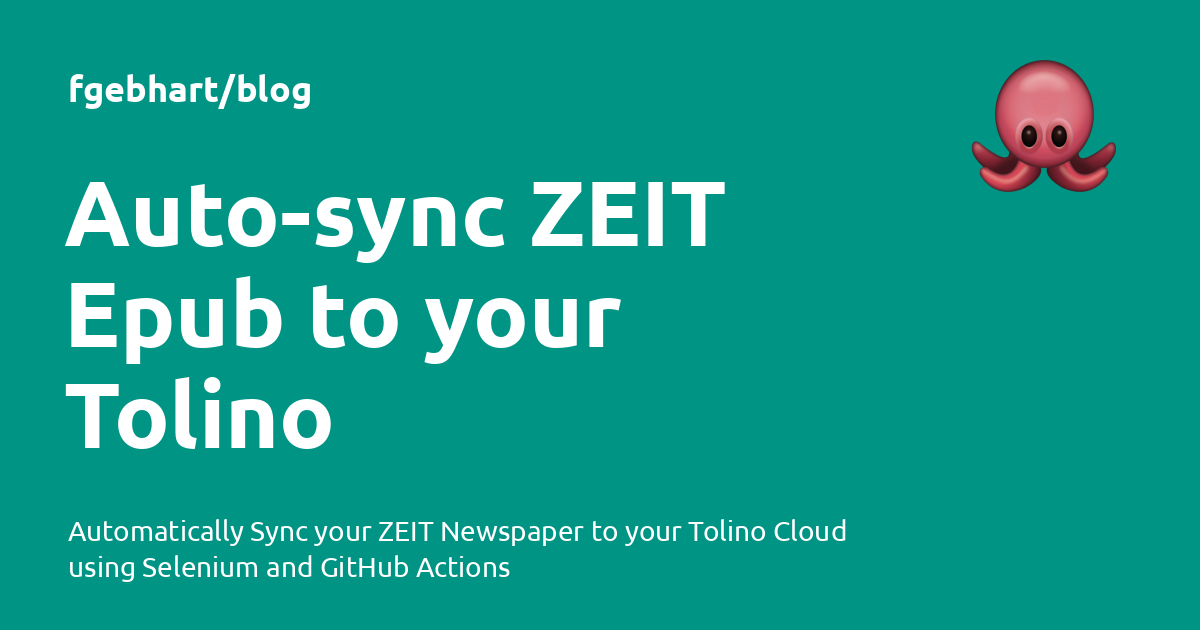 fgebhart/blog
Auto-sync ZEIT
Epub to your
Tolino
Automatically Sync your ZEIT Newspaper to your Tolino Cloud
using Selenium and GitHub Actions